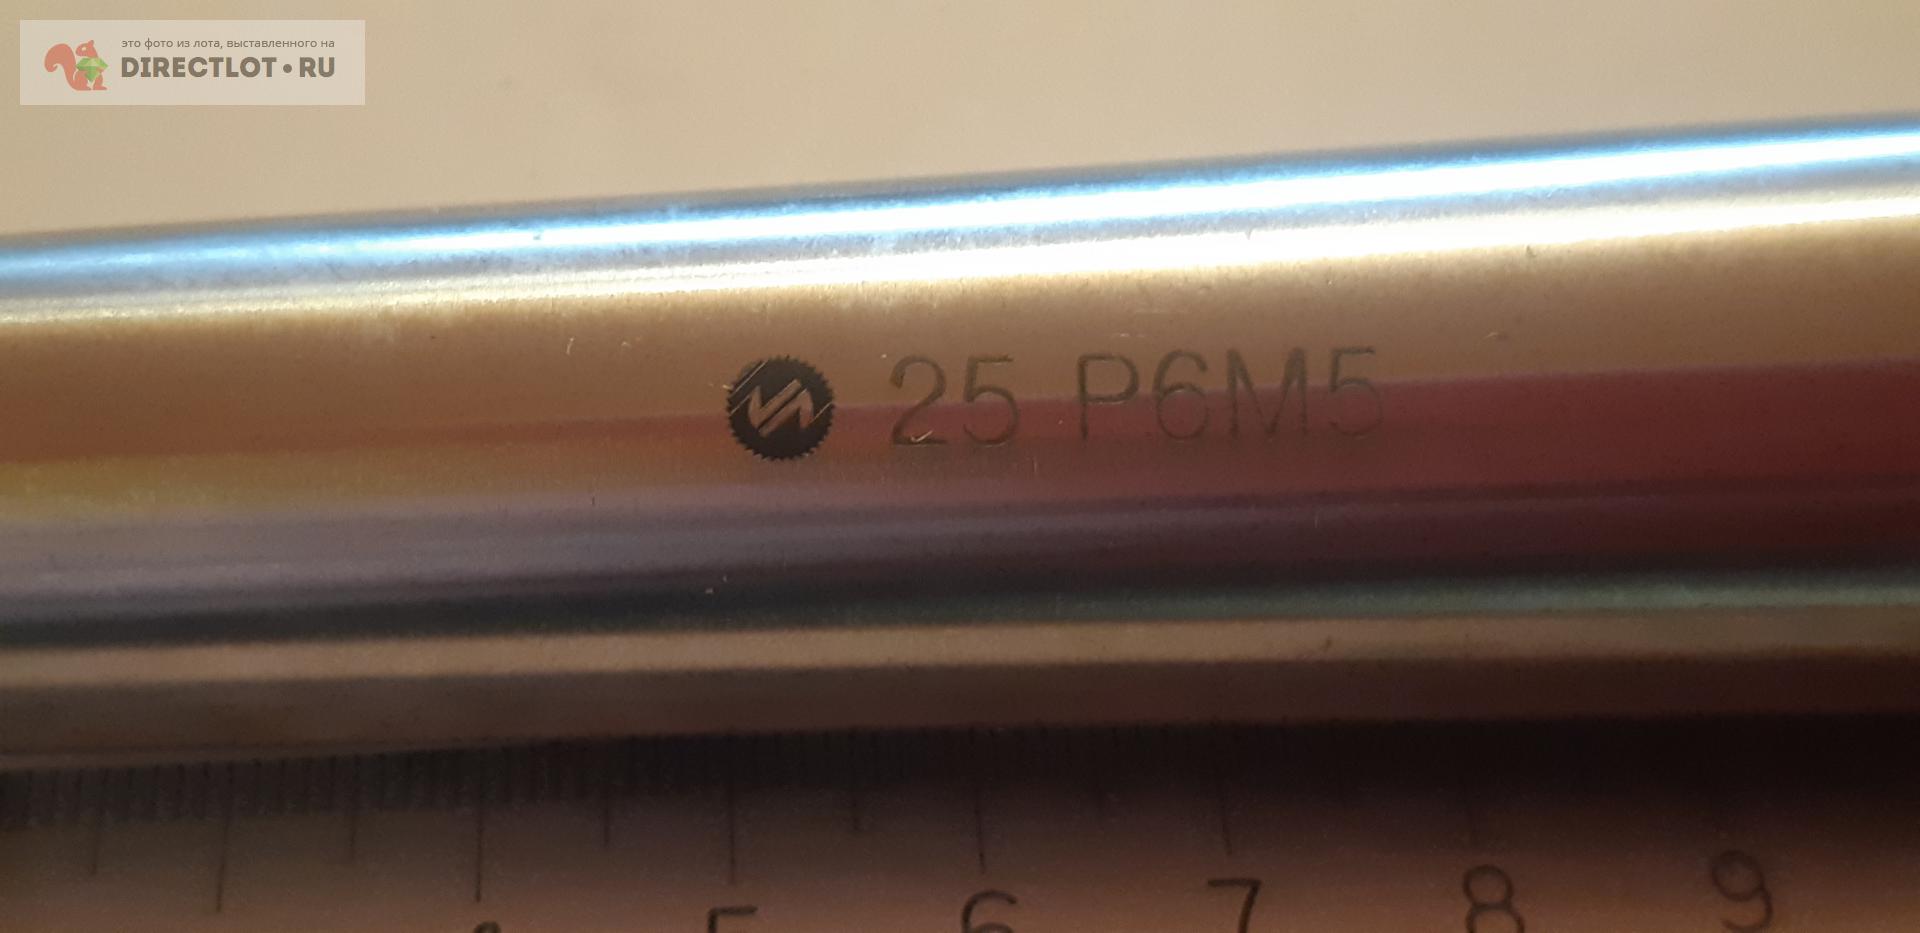 это фото из лота, выставленного на
DIRECTLOT.RU
25 Р6М5
5 6 7 8 9